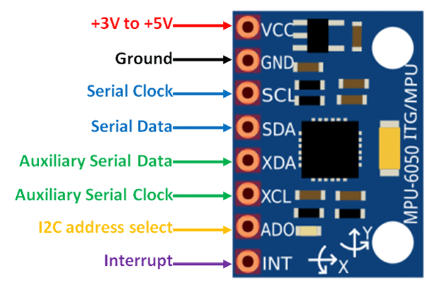 +3V to +5V VCC
Ground GND
Serial Clock SCL
Serial Data SDA
Auxiliary Serial Data XDA
Auxiliary Serial Clock XCL
I2C address select ADO
Interrupt INT
MPU-6050 ITG/MPU
Y
X